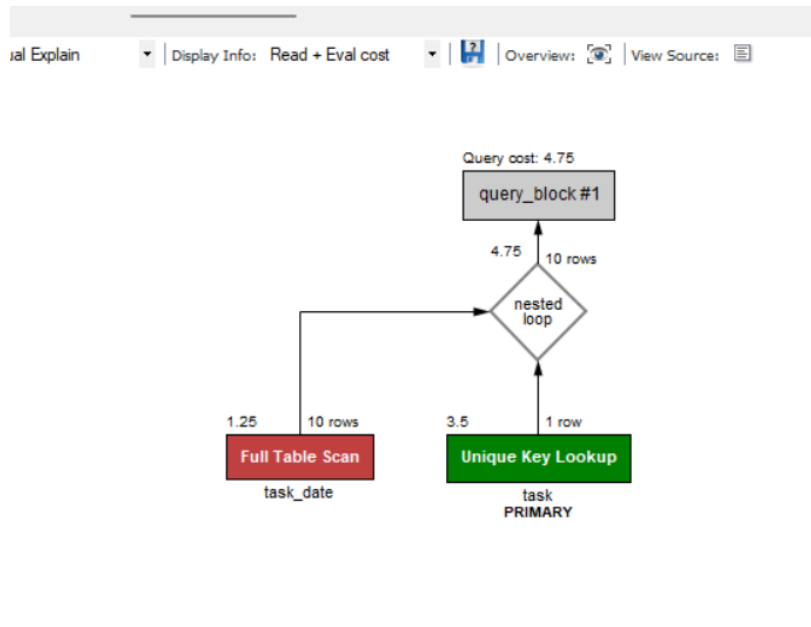 ual Explain Display Info: Read + Eval cost Overview: View Source:
Query cost: 4.75
query_block #1
4.75 10 rows
nested
loop
1.25 10 rows
Full Table Scan
task_date
3.5 1 row
Unique Key Lookup
task
PRIMARY